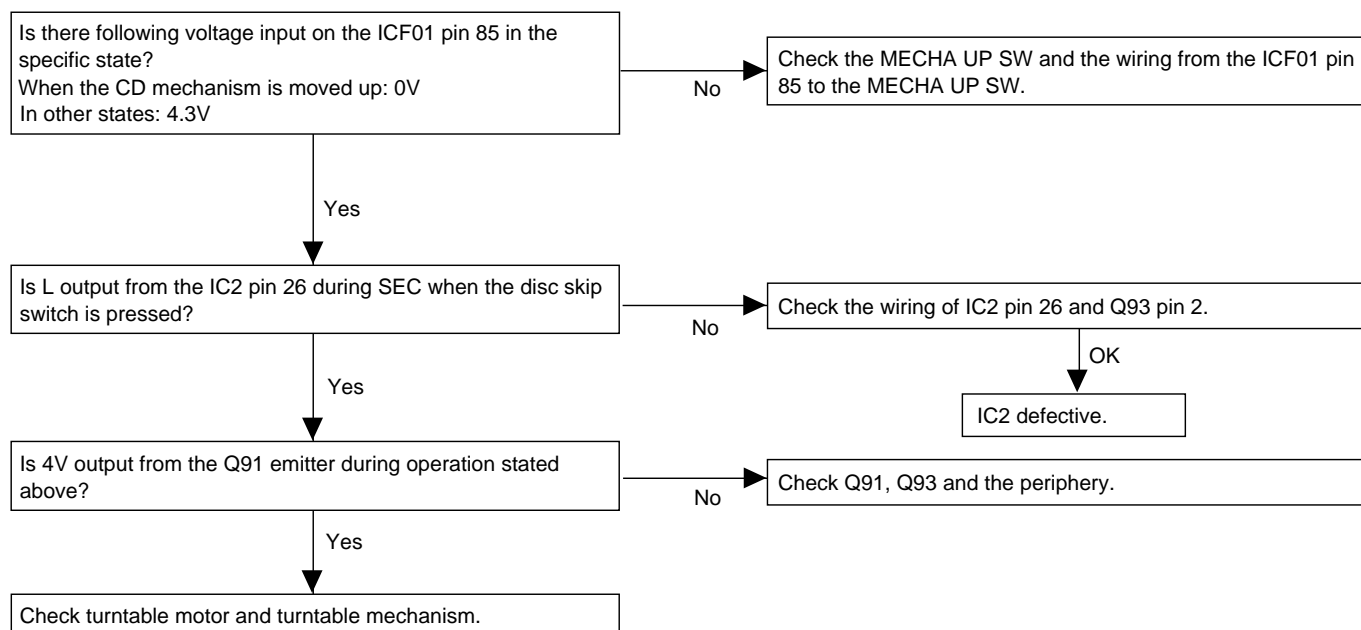 Is there following voltage input on the ICF01 pin 85 in the
specific state?
When the CD mechanism is moved up: 0V
In other states: 4.3V
No
Check the MECHA UP SW and the wiring from the ICF01 pin
85 to the MECHA UP SW.
Yes
Is L output from the IC2 pin 26 during SEC when the disc skip
switch is pressed?
No
Check the wiring of IC2 pin 26 and Q93 pin 2.
OK
IC2 defective.
Yes
Is 4V output from the Q91 emitter during operation stated
above?
No
Check Q91, Q93 and the periphery.
Yes
Check turntable motor and turntable mechanism.